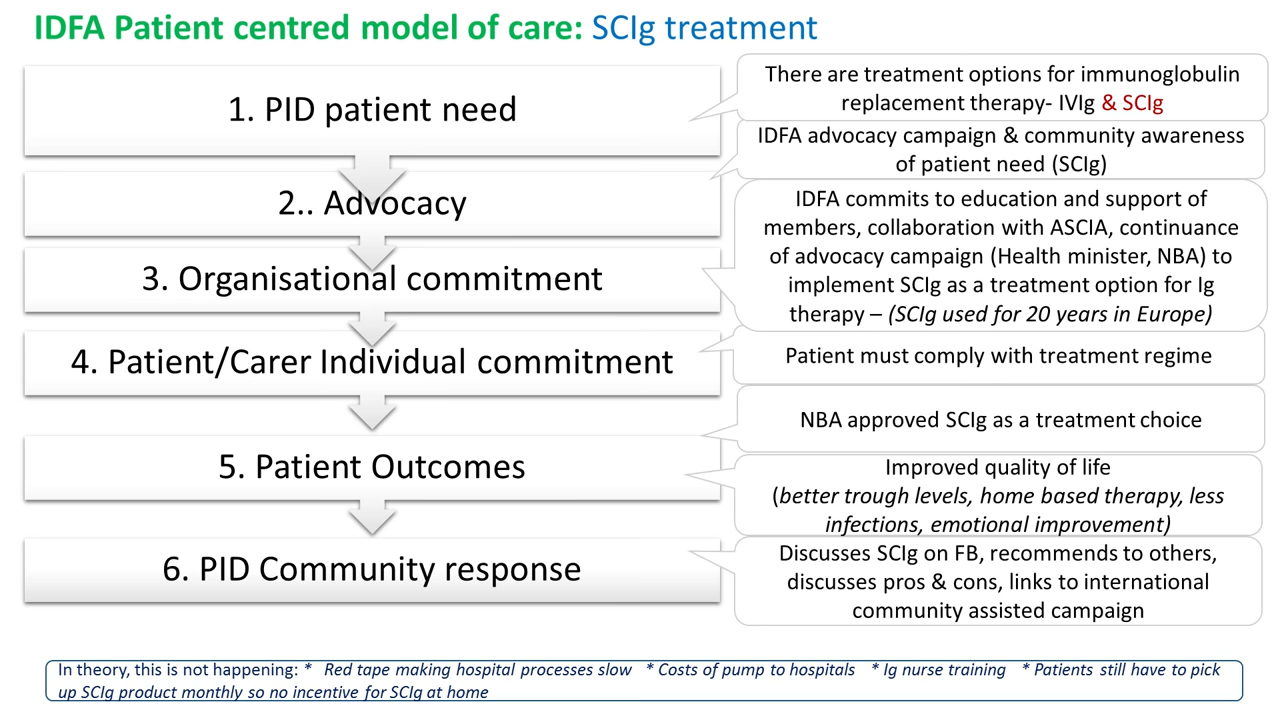 IDFA Patient centred model of care: SCIg treatment
1. PID patient need
There are treatment options for immunoglobulin
replacement therapy- IVIg & SCIg
2.. Advocacy
IDFA advocacy campaign & community awareness
of patient need (SCIg)
3. Organisational commitment
IDFA commits to education and support of
members, collaboration with ASCIA, continuance
of advocacy campaign (Health minister, NBA) to
implement SCIg as a treatment option for Ig
therapy – (SCIg used for 20 years in Europe)
4. Patient/Carer Individual commitment
Patient must comply with treatment regime
NBA approved SCIg as a treatment choice
5. Patient Outcomes
Improved quality of life
(better trough levels, home based therapy, less
infections, emotional improvement)
6. PID Community response
Discusses SCIg on FB, recommends to others,
discusses pros & cons, links to international
community assisted campaign
In theory, this is not happening: * Red tape making hospital processes slow * Costs of pump to hospitals * Ig nurse training * Patients still have to pick
up SCIg product monthly so no incentive for SCIg at home